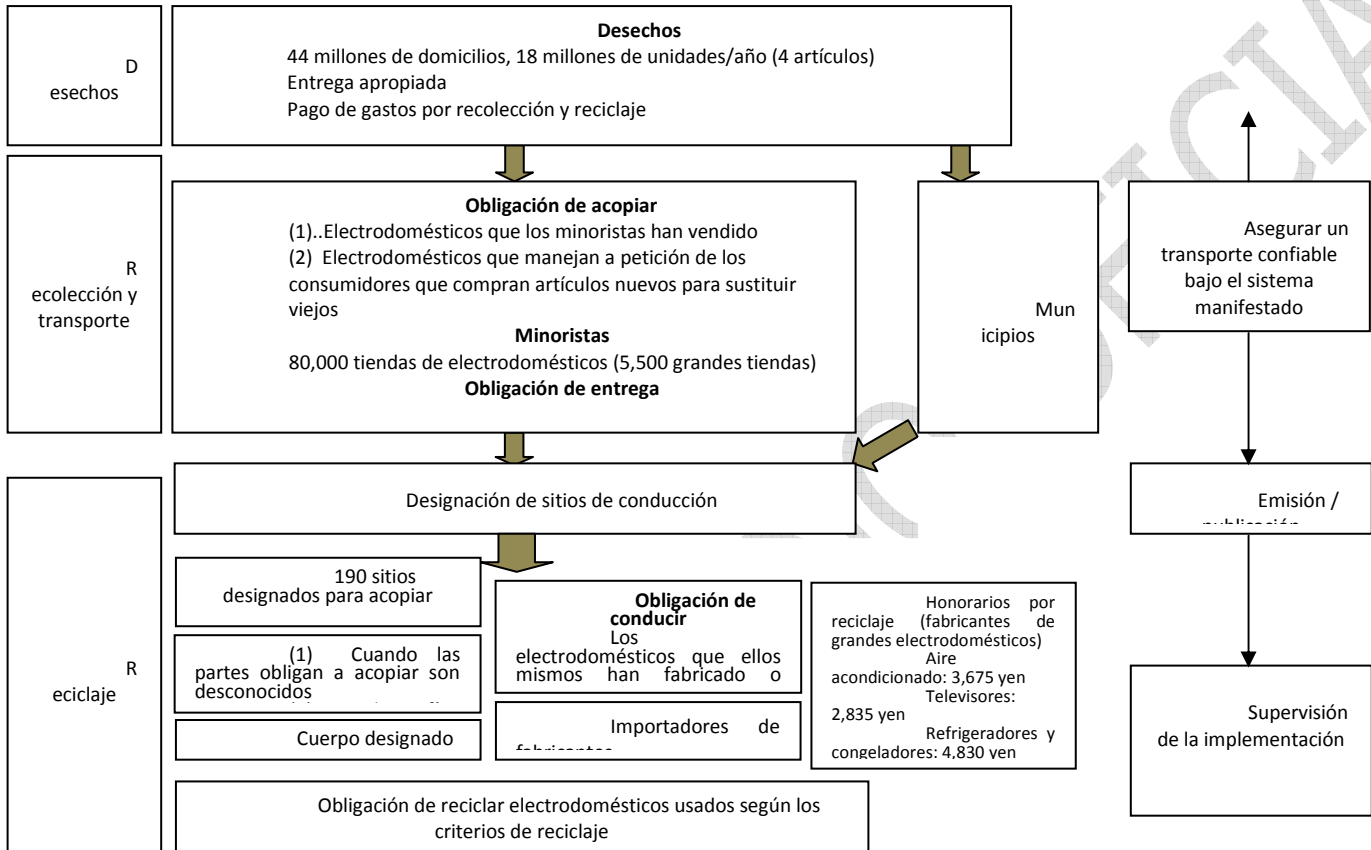 Desechos
44 millones de domicilios, 18 millones de unidades/año (4 artículos)
Entrega apropiada
Pago de gastos por recolección y reciclaje
D
esechos
R
ecolección y
transporte
Obligación de acopiar
(1)..Electrodomésticos que los minoristas han vendido
(2) Electrodomésticos que manejan a petición de los
consumidores que compran artículos nuevos para sustituir
viejos
Minoristas
80,000 tiendas de electrodomésticos (5,500 grandes tiendas)
Obligación de entrega
Mun
icipios
Asegurar un
transporte confiable
bajo el sistema
manifestado
R
eciclaje
Designación de sitios de conducción
Emisión /
publicación
190 sitios
designados para acopiar
(1) Cuando las
partes obligan a acopiar son
desconocidos
Cuerpo designado
Obligación de
conducir
Los
electrodomésticos que ellos
mismos han fabricado o
Importadores de
fabricantes
Honorarios por
reciclaje (fabricantes de
grandes electrodomésticos)
Aire
acondicionado: 3,675 yen
Televisores:
2,835 yen
Refrigeradores y
congeladores: 4,830 yen
Supervisión
de la implementación
Obligación de reciclar electrodomésticos usados según los
criterios de reciclaje